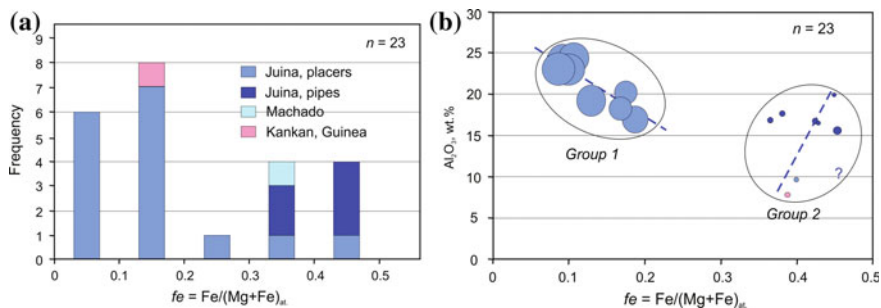 (a)
9
8
7
6
5
4
3
2
1
0
Frequency
n = 23
Juina, placers
Juina, pipes
Machado
Kankan, Guinea
0 0.1 0.2 0.3 0.4 0.5
fe = Fe/(Mg+Fe)at.
(b)
30
25
20
15
10
5
0
Al₂O₃, wt.%
n = 23
Group 1
?
Group 2
0 0.1 0.2 0.3 0.4 0.5
fe = Fe/(Mg+Fe)at.